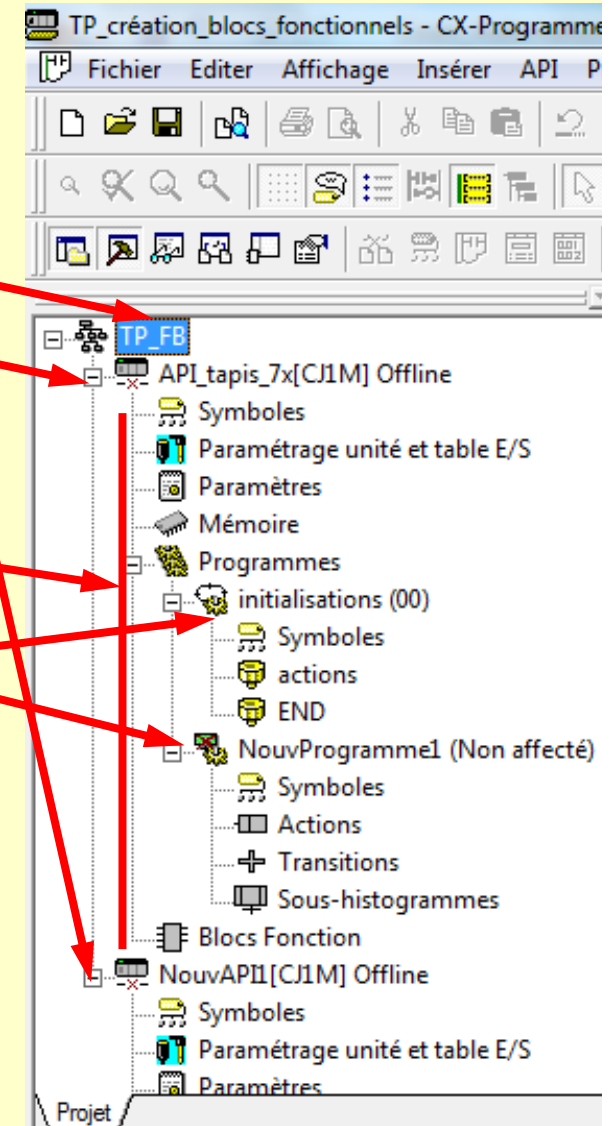 TP_création_blocs_fonctionnels - CX-Programme
Fichier Editer Affichage Insérer API P
TP_FB
API_tapis_7x[CJ1M] Offline
Symboles
Paramétrage unité et table E/S
Paramètres
Mémoire
Programmes
initialisations (00)
Symboles
actions
END
NouvProgramme1 (Non affecté)
Symboles
Actions
Transitions
Sous-histogrammes
Blocs Fonction
NouvAPI1[CJ1M] Offline
Symboles
Paramétrage unité et table E/S
Paramètres
Projet